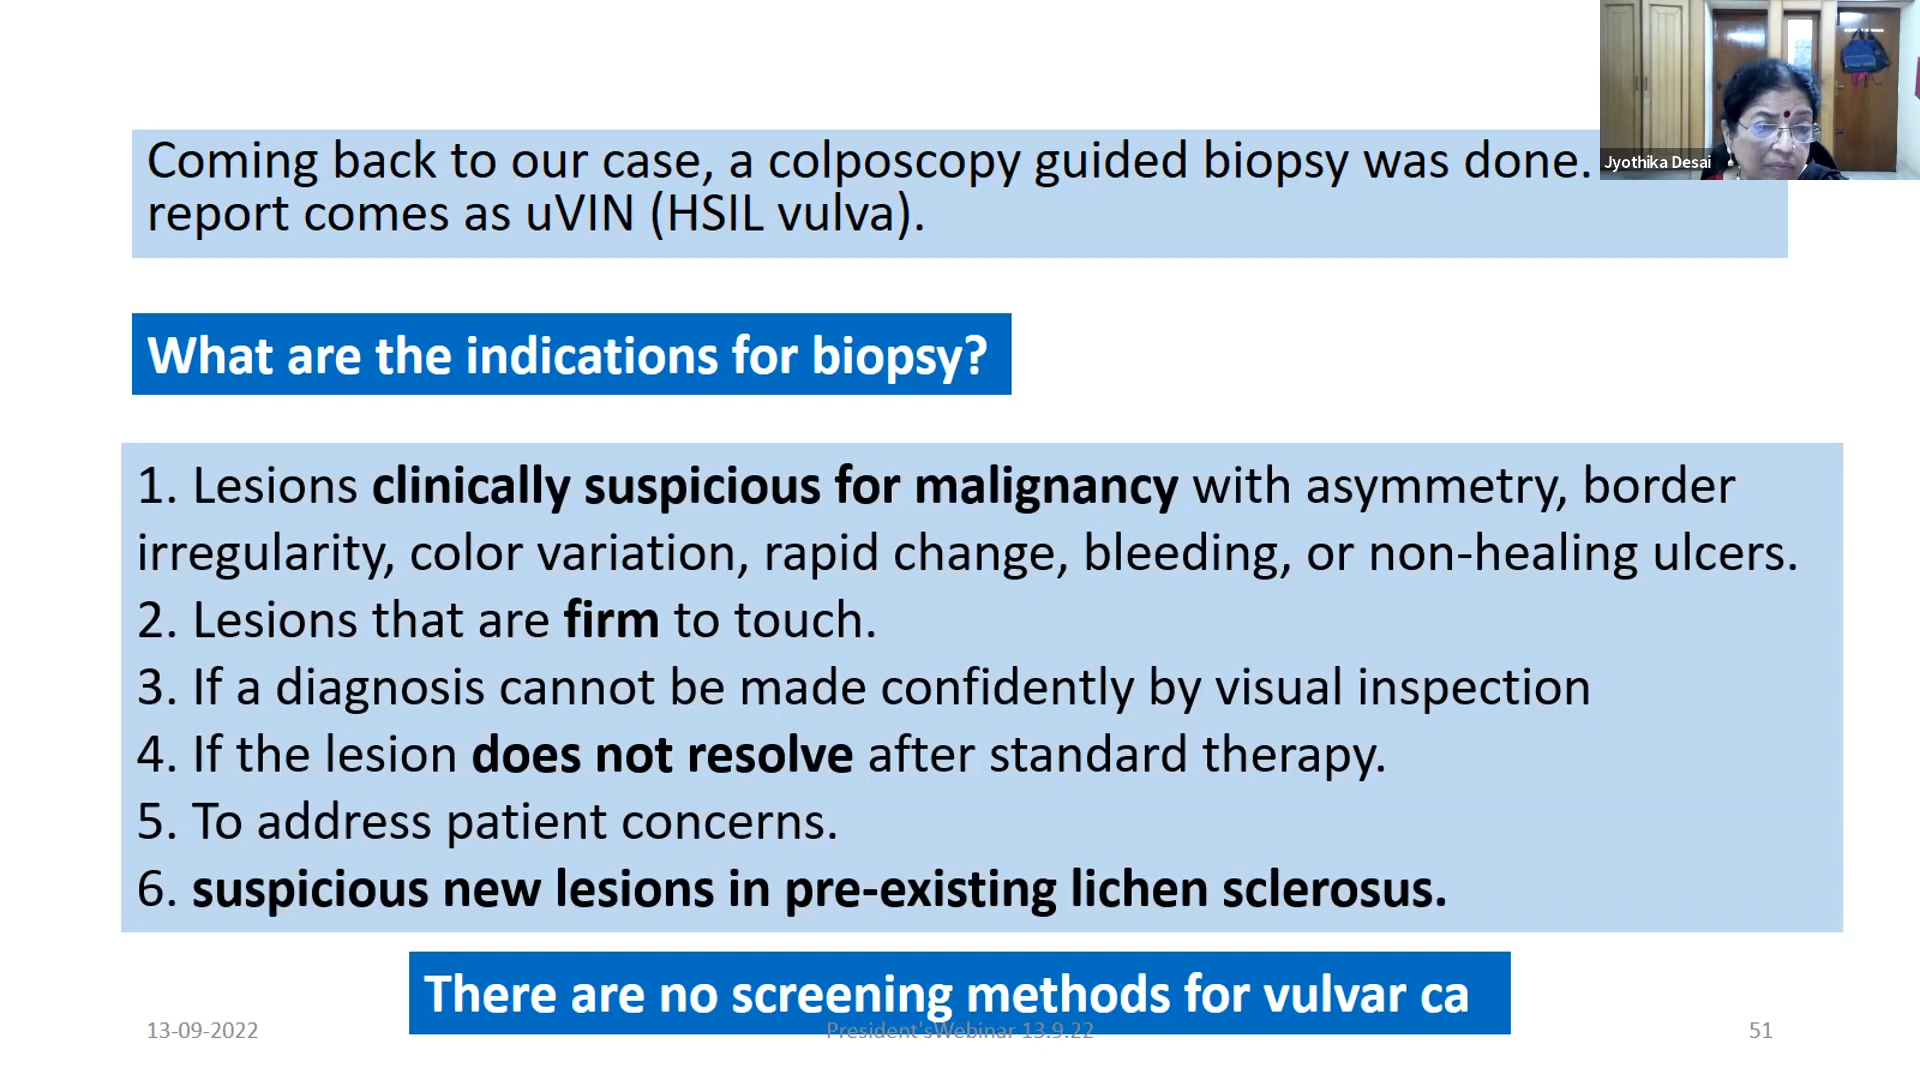 Coming back to our case, a colposcopy guided biopsy was done.
report comes as uVIN (HSIL vulva).
Jyothika Desai
What are the indications for biopsy?
1. Lesions clinically suspicious for malignancy with asymmetry, border
irregularity, color variation, rapid change, bleeding, or non-healing ulcers.
2. Lesions that are firm to touch.
3. If a diagnosis cannot be made confidently by visual inspection
4. If the lesion does not resolve after standard therapy.
5. To address patient concerns.
6. suspicious new lesions in pre-existing lichen sclerosus.
There are no screening methods for vulvar ca
13-09-2022
President'sWebinar 13.9.22
51